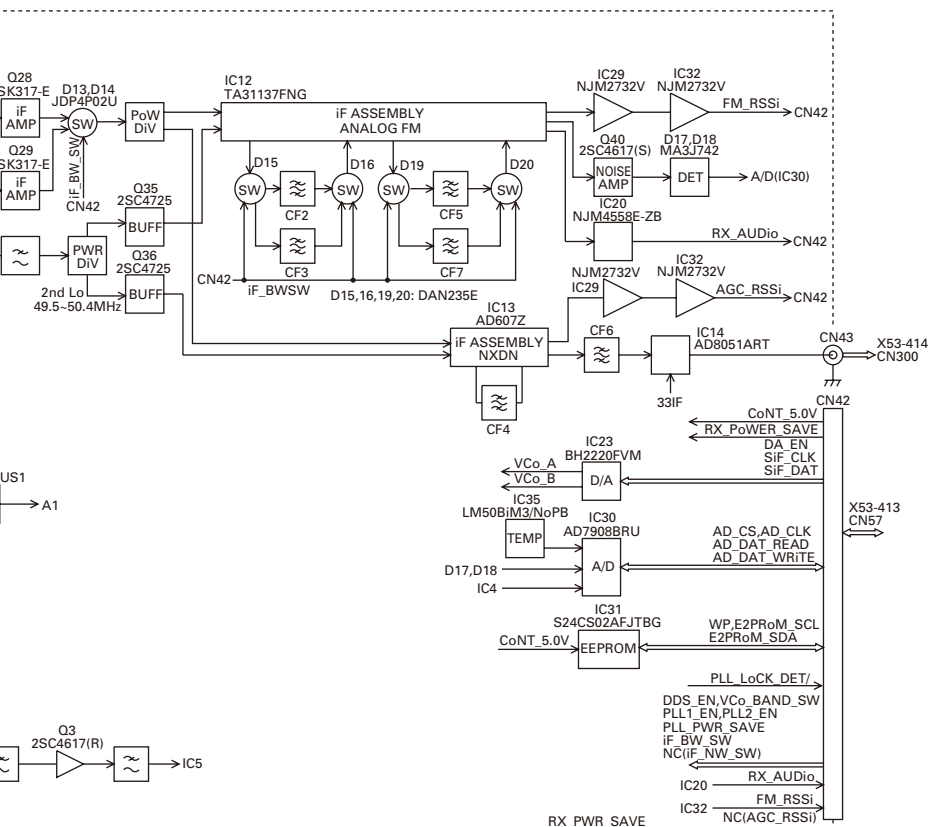 Q28
SK317-E
iF
AMP
D13,D14
JDP4P02U
SW
PoW
DiV
IC12
TA31137FNG
iF ASSEMBLY
ANALOG FM
IC29
NJM2732V
IC32
NJM2732V
FM_RSSi
CN42
Q29
SK317-E
iF
AMP
iF_BW_SW
CN42
Q40
2SC4617(S)
NOISE
AMP
D17,D18
MA3J742
DET
A/D(IC30)
D15
SW
CF2
D16
SW
D19
SW
CF5
D20
SW
CF3
CF7
CN42
iF_BWSW
D15,16,19,20: DAN235E
IC20
NJM4558E-ZB
RX_AUDio
CN42
Q35
2SC4725
BUFF
PWR
DiV
Q36
2SC4725
BUFF
2nd Lo
49.5~50.4MHz
NJM2732V
IC29
IC32
NJM2732V
AGC_RSSi
CN42
IC13
AD607Z
iF ASSEMBLY
NXDN
CF6
IC14
AD8051ART
33IF
CF4
CN43
X53-414
CN300
CN42
CoNT_5.0V
RX_PoWER_SAVE
DA_EN
SiF_CLK
SiF_DAT
IC23
BH2220FVM
D/A
VCo_A
VCo_B
US1
A1
IC35
LM50BiM3/NoPB
TEMP
IC30
AD7908BRU
A/D
D17,D18
IC4
AD_CS,AD_CLK
AD_DAT_READ
AD_DAT_WRiTE
X53-413
CN57
IC31
S24CS02AFJTBG
EEPROM
CoNT_5.0V
WP,E2PRoM_SCL
E2PRoM_SDA
PLL_LoCK_DET/
DDS_EN,VCo_BAND_SW
PLL1_EN,PLL2_EN
PLL_PWR_SAVE
iF_BW_SW
NC(iF_NW_SW)
Q3
2SC4617(R)
IC5
IC20
RX_AUDio
IC32
FM_RSSi
NC(AGC_RSSi)
RX_PWR_SAVE